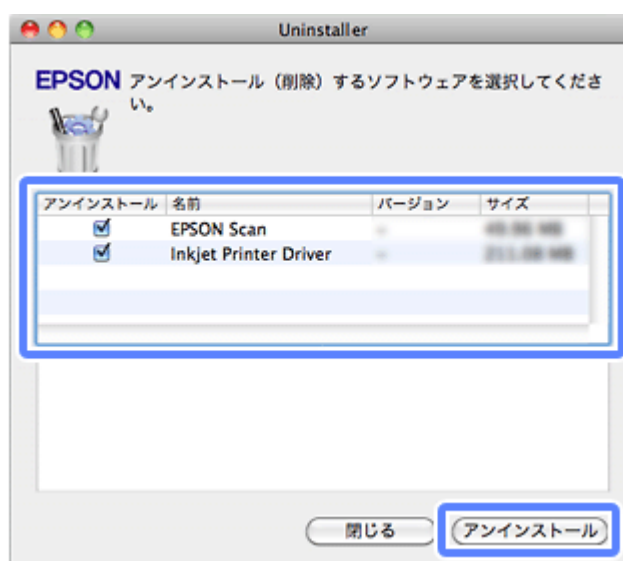 Uninstaller
EPSON アンインストール（削除）するソフトウェアを選択してくださ
い。
アンインストール 名前 バージョン サイズ
EPSON Scan -
Inkjet Printer Driver -
閉じる アンインストール